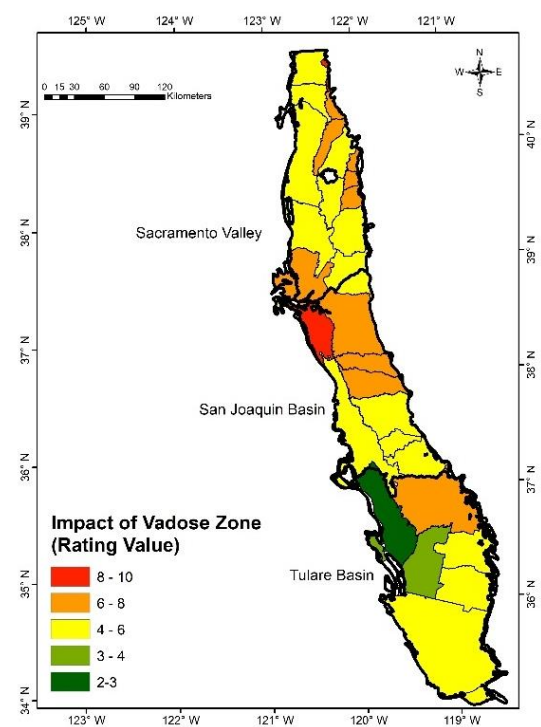 125° W 124° W 123° W 122° W 121° W
N
W E
S
0 15 30 60 90 120
Kilometers
39° N
40° N
38° N
Sacramento Valley
39° N
37° N
38° N
San Joaquin Basin
36° N
37° N
Impact of Vadose Zone
(Rating Value)
8 - 10
6 - 8
Tulare Basin
35° N
36° N
4 - 6
3 - 4
2-3
34° N
123° W 122° W 121° W 120° W 119° W